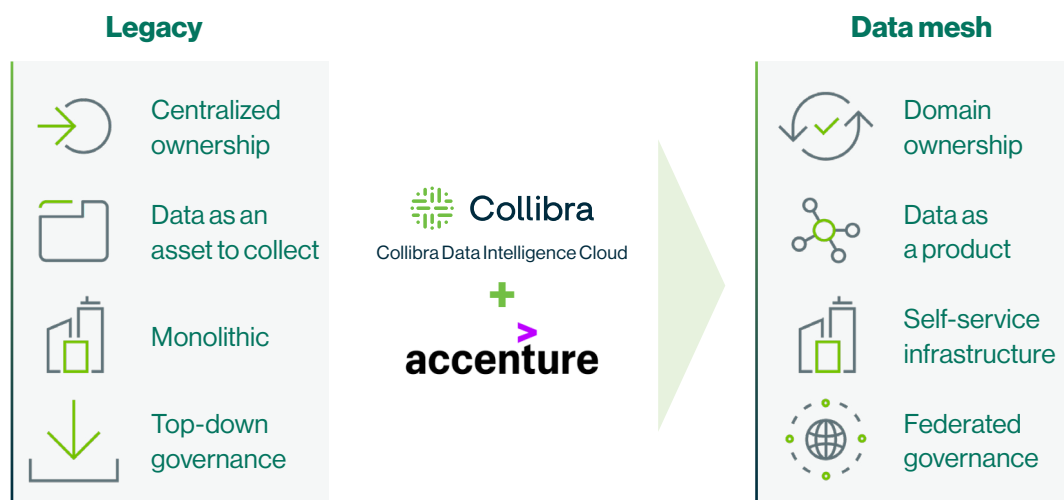 Legacy
Centralized
ownership
Data as an
asset to collect
Monolithic
Top-down
governance
Collibra
Collibra Data Intelligence Cloud
+
>
accenture
Data mesh
Domain
ownership
Data as
a product
Self-service
infrastructure
Federated
governance